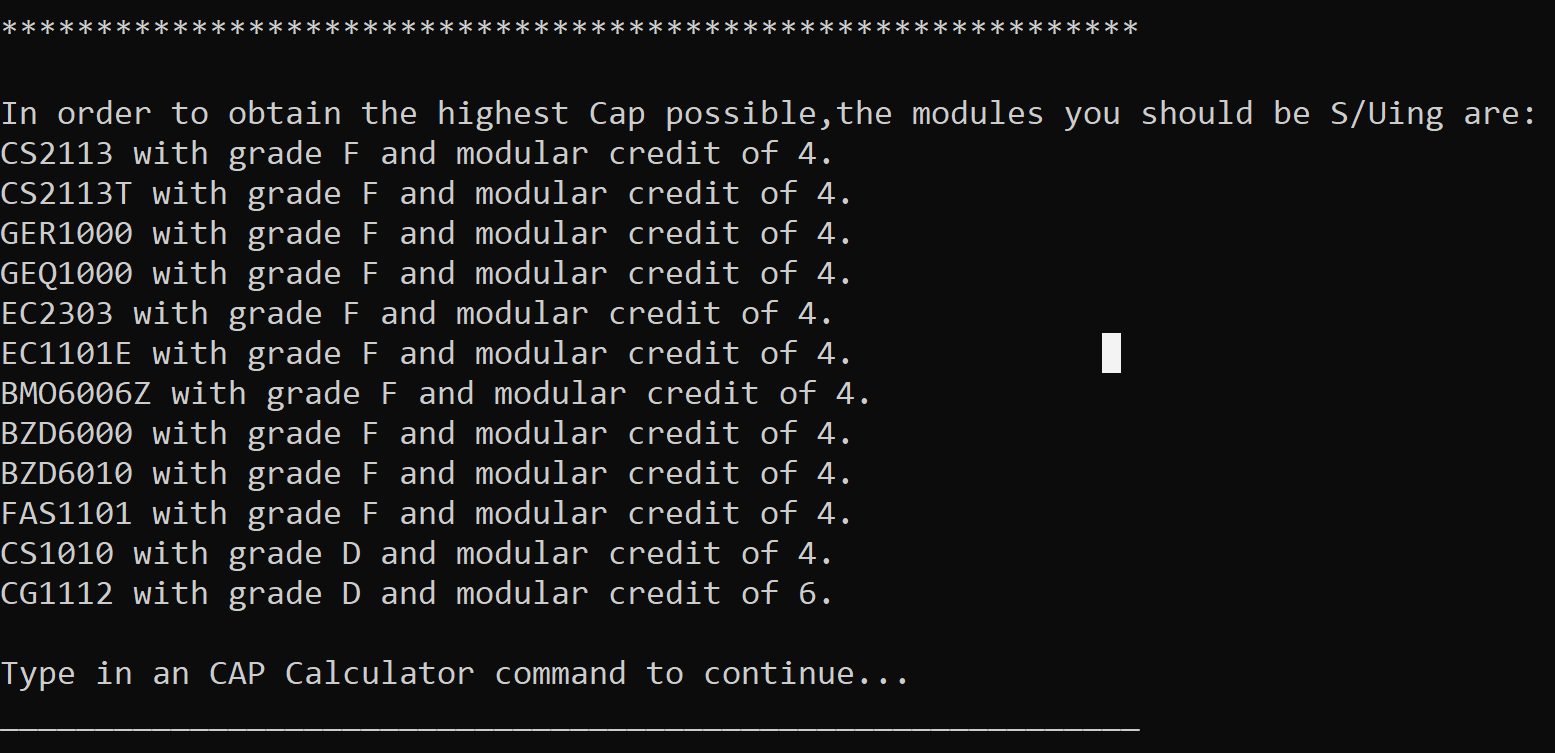 ************************************************************
In order to obtain the highest Cap possible,the modules you should be S/Uing are:
CS2113 with grade F and modular credit of 4.
CS2113T with grade F and modular credit of 4.
GER1000 with grade F and modular credit of 4.
GEQ1000 with grade F and modular credit of 4.
EC2303 with grade F and modular credit of 4.
EC1101E with grade F and modular credit of 4.
BMO6006Z with grade F and modular credit of 4.
BZD6000 with grade F and modular credit of 4.
BZD6010 with grade F and modular credit of 4.
FAS1101 with grade F and modular credit of 4.
CS1010 with grade D and modular credit of 4.
CG1112 with grade D and modular credit of 6.
Type in an CAP Calculator command to continue...
____________________________________________________________